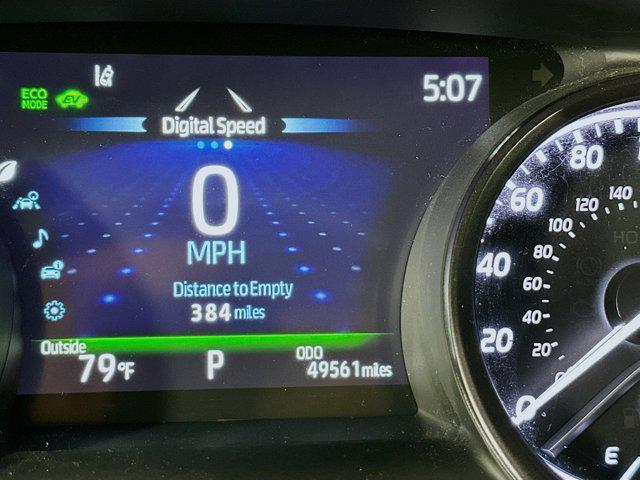 ECO
MODE
EV
5:07
Digital Speed
0
MPH
Distance to Empty
384 miles
Outside
79°F
P
ODO
49561 miles
80
60
40
20
0
140
120
100
80
60
40
20
E